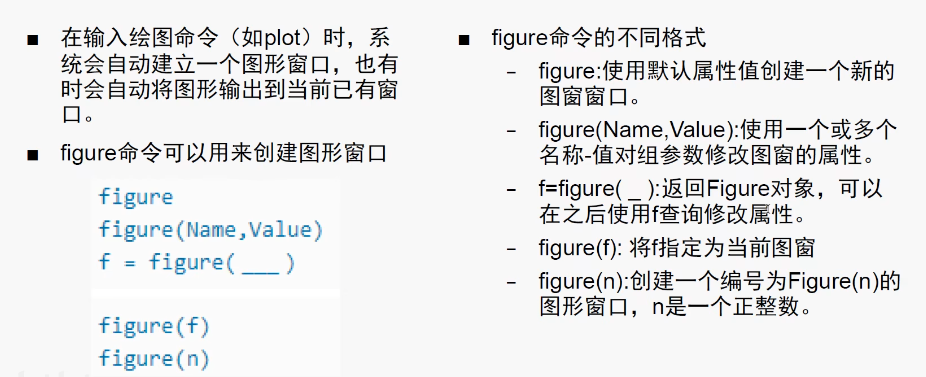 ■ 在输入绘图命令（如plot）时，系
统会自动建立一个图形窗口，也有
时会自动将图形输出到当前已有窗
口。
■ figure命令可以用来创建图形窗口
figure
figure(Name,Value)
f = figure( ___ )
figure(f)
figure(n)
■ figure命令的不同格式
– figure:使用默认属性值创建一个新的
图窗窗口。
– figure(Name,Value):使用一个或多个
名称-值对组参数修改图窗的属性。
– f=figure( _ ):返回Figure对象，可以
在之后使用f查询修改属性。
– figure(f): 将f指定为当前图窗
– figure(n):创建一个编号为Figure(n)的
图形窗口，n是一个正整数。